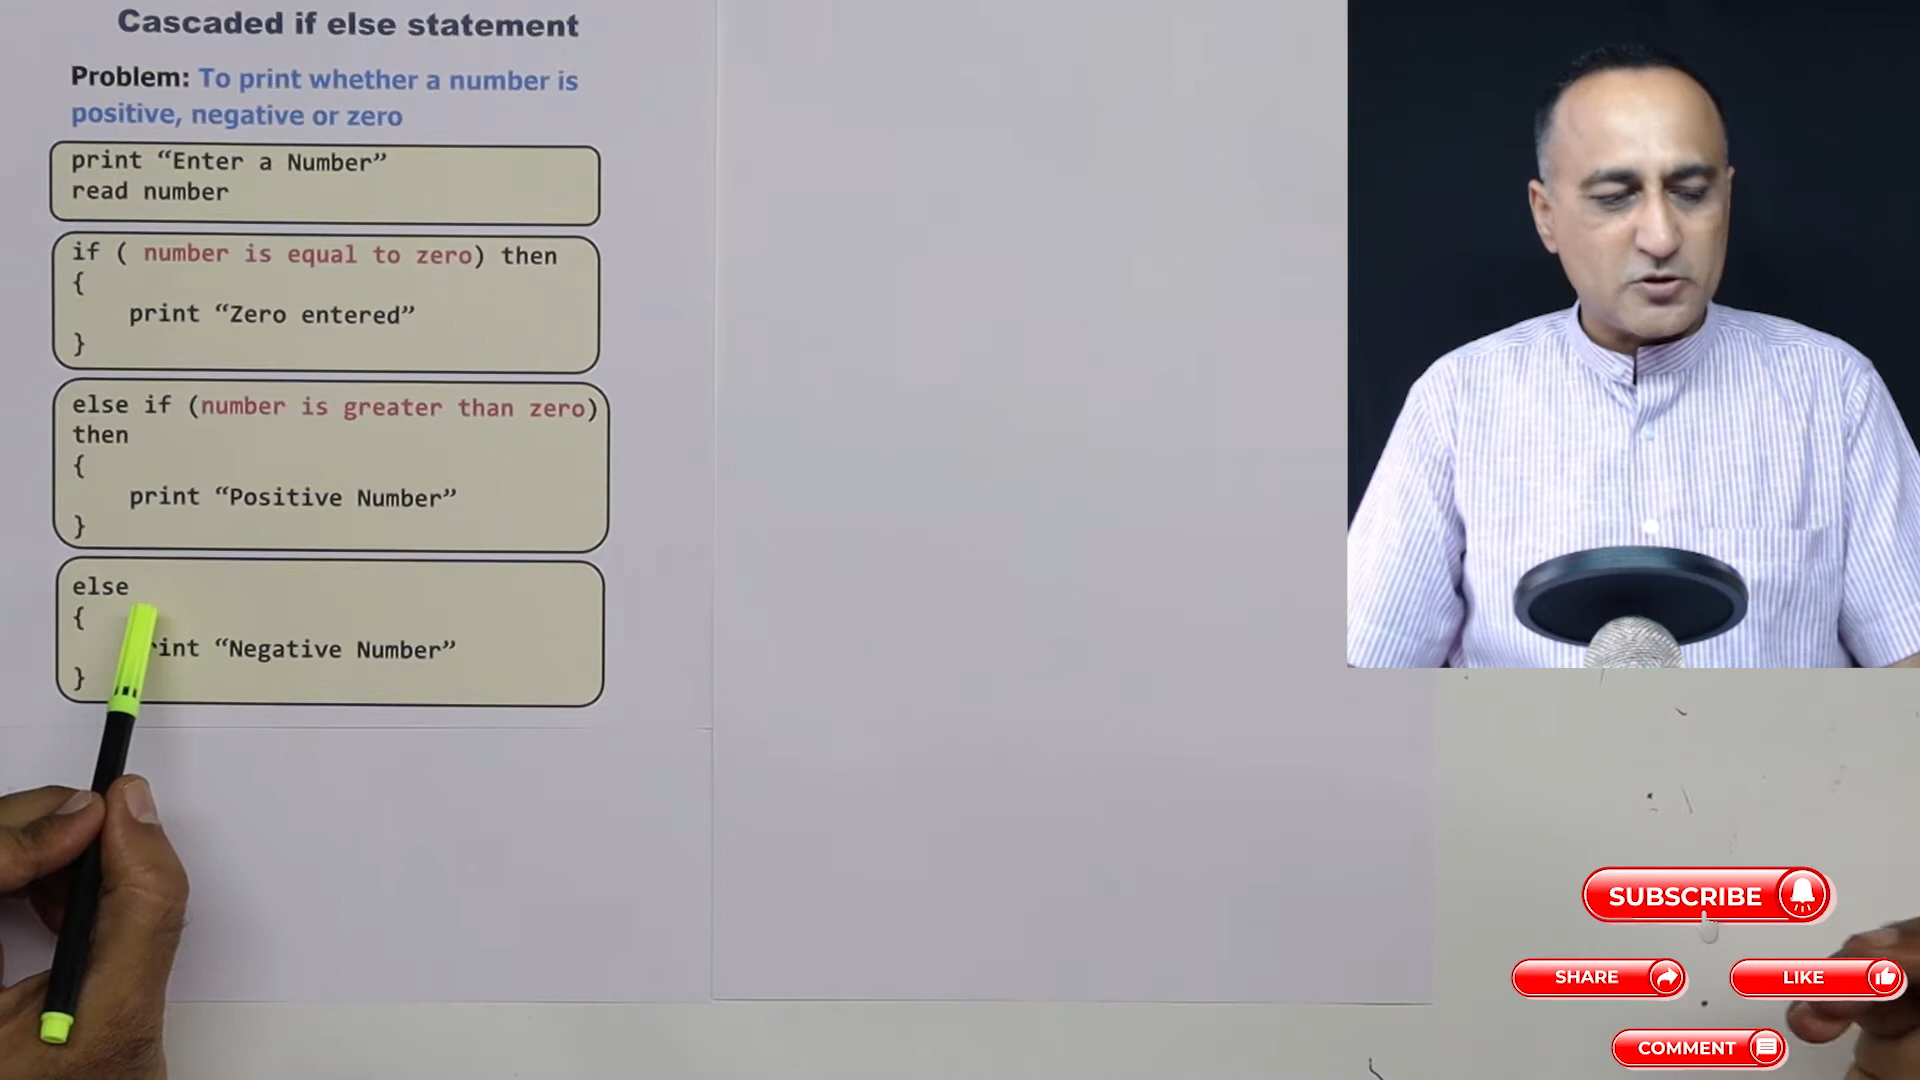 Cascaded if else statement
Problem: To print whether a number is
positive, negative or zero
print “Enter a Number”
read number
if ( number is equal to zero) then
{
print “Zero entered”
}
else if (number is greater than zero)
then
{
print “Positive Number”
}
else
{
rint “Negative Number”
}
SUBSCRIBE
SHARE
LIKE
COMMENT